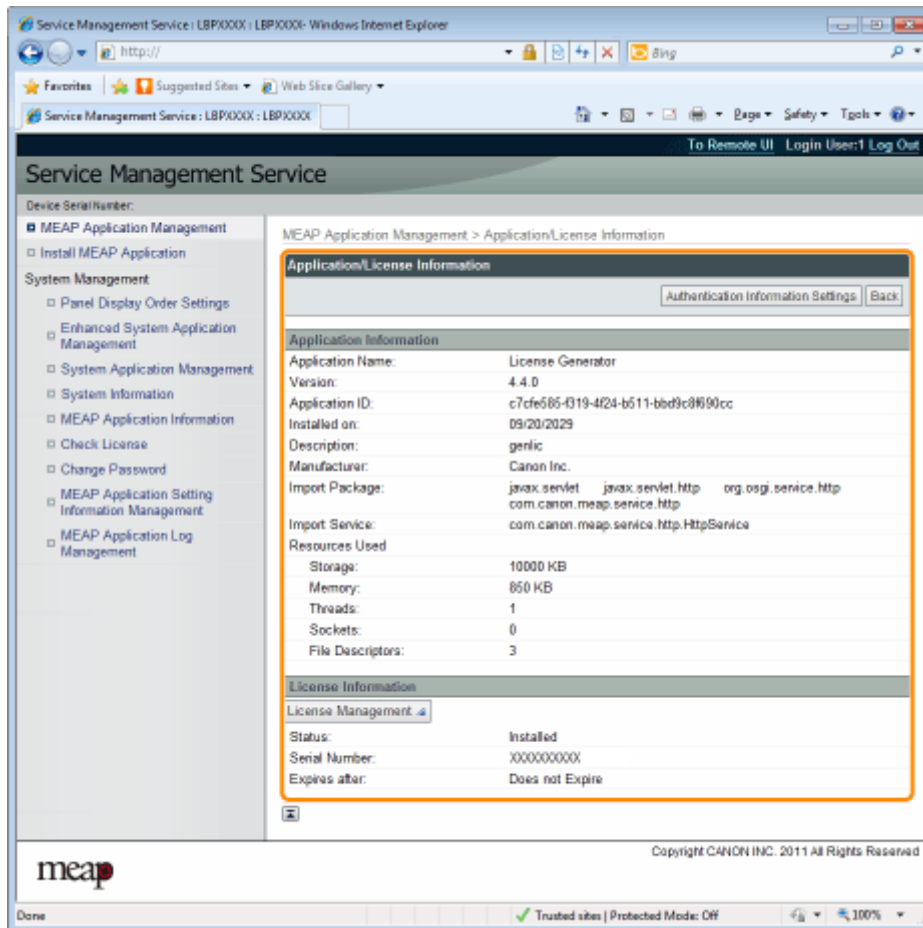 Service Management Service : LBPXXXX : LBPXXXX- Windows Internet Explorer
http://
Bing
Favorites Suggested Sites Web Slice Gallery
Service Management Service : LBPXXXX : LBPXXXX
Page Safety Tools
To Remote UI Login User:1 Log Out
Service Management Service
Device Serial Number:
MEAP Application Management
Install MEAP Application
System Management
Panel Display Order Settings
Enhanced System Application
Management
System Application Management
System Information
MEAP Application Information
Check License
Change Password
MEAP Application Setting
Information Management
MEAP Application Log
Management
MEAP Application Management > Application/License Information
Application/License Information
Authentication Information Settings Back
Application Information
Application Name: License Generator
Version: 4.4.0
Application ID: c7cfe585-f319-4f24-b511-bbd9c8f690cc
Installed on: 09/20/2029
Description: genlic
Manufacturer: Canon Inc.
Import Package: javax.servlet javax.servlet.http org.osgi.service.http
com.canon.meap.service.http
Import Service: com.canon.meap.service.http.HttpService
Resources Used
Storage: 10000 KB
Memory: 850 KB
Threads: 1
Sockets: 0
File Descriptors: 3
License Information
License Management
Status: Installed
Serial Number: XXXXXXXXXX
Expires after: Does not Expire
Copyright CANON INC. 2011 All Rights Reserved
meap
Done Trusted sites | Protected Mode: Off 100%